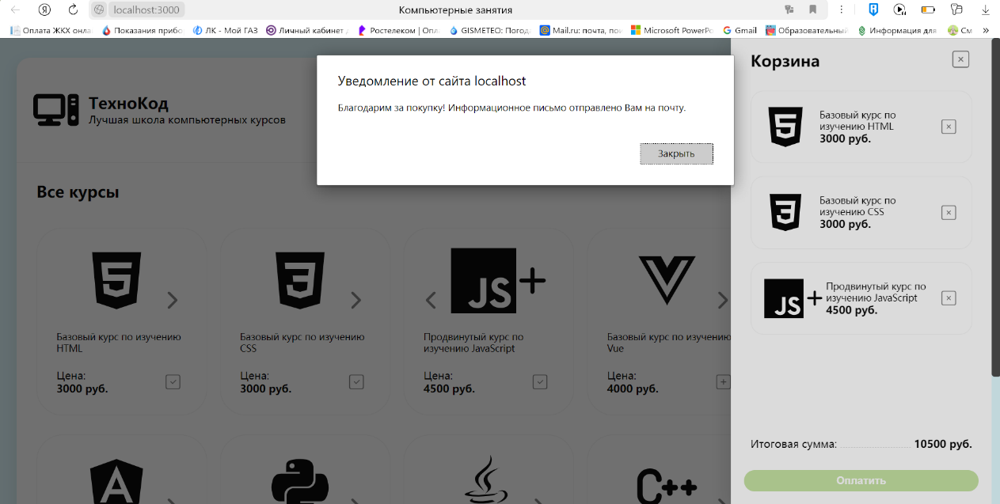 localhost:3000
Компьютерные занятия
Оплата ЖКХ онла
Показания прибо
ЛК - Мой ГАЗ
Личный кабинет
Ростелеком | Опл
GISMETEO: Погод
Mail.ru: почта, по
Microsoft PowerPo
Gmail
Образовательны
Информация для
См
ТехноКод
Лучшая школа компьютерных курсов
Все курсы
Базовый курс по изучению
HTML
Цена:
3000 руб.
Базовый курс по изучению
CSS
Цена:
3000 руб.
JS
Продвинутый курс по
изучению JavaScript
Цена:
4500 руб.
Базовый курс по изучению
Vue
Цена:
4000 руб.
C++
Уведомление от сайта localhost
Благодарим за покупку! Информационное письмо отправлено Вам на почту.
Закрыть
Корзина
Базовый курс по
изучению HTML
3000 руб.
Базовый курс по
изучению CSS
3000 руб.
JS
Продвинутый курс по
изучению JavaScript
4500 руб.
Итоговая сумма:
10500 руб.
Оплатить